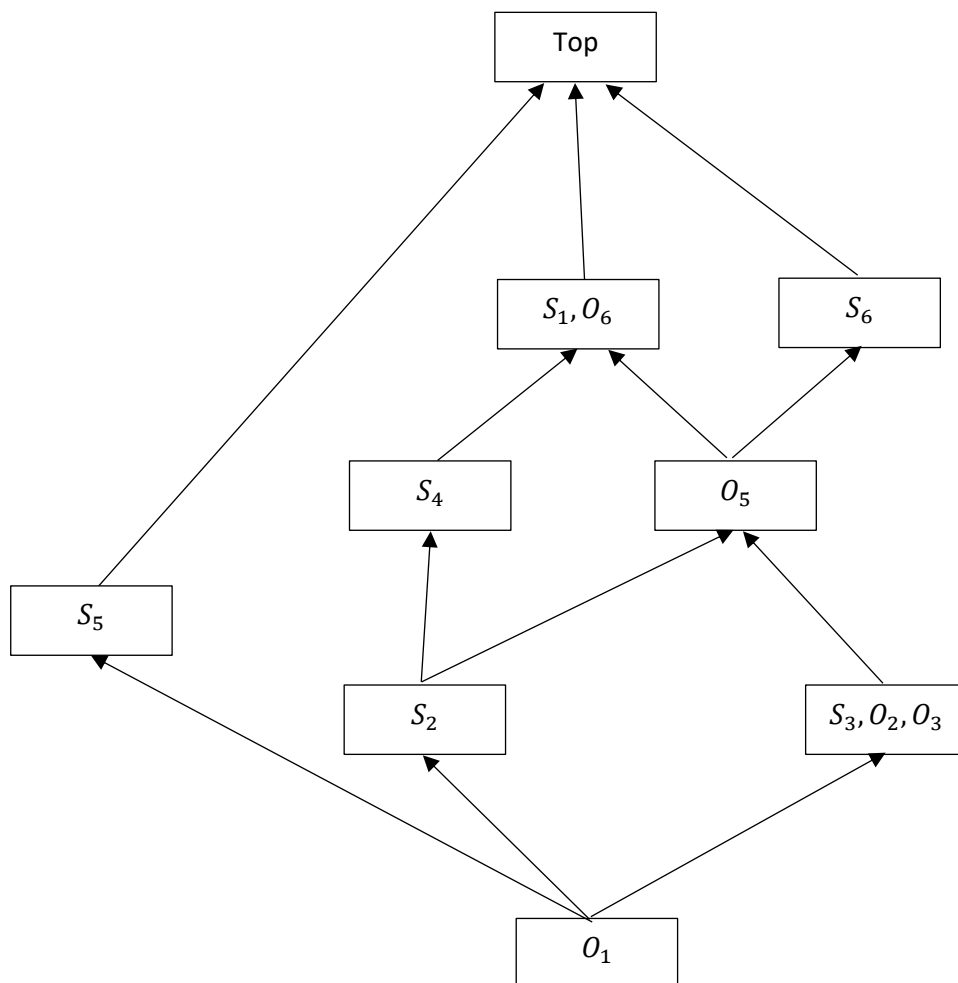 Top
S₁, O₆
S₆
S₄
O₅
S₅
S₂
S₃, O₂, O₃
O₁